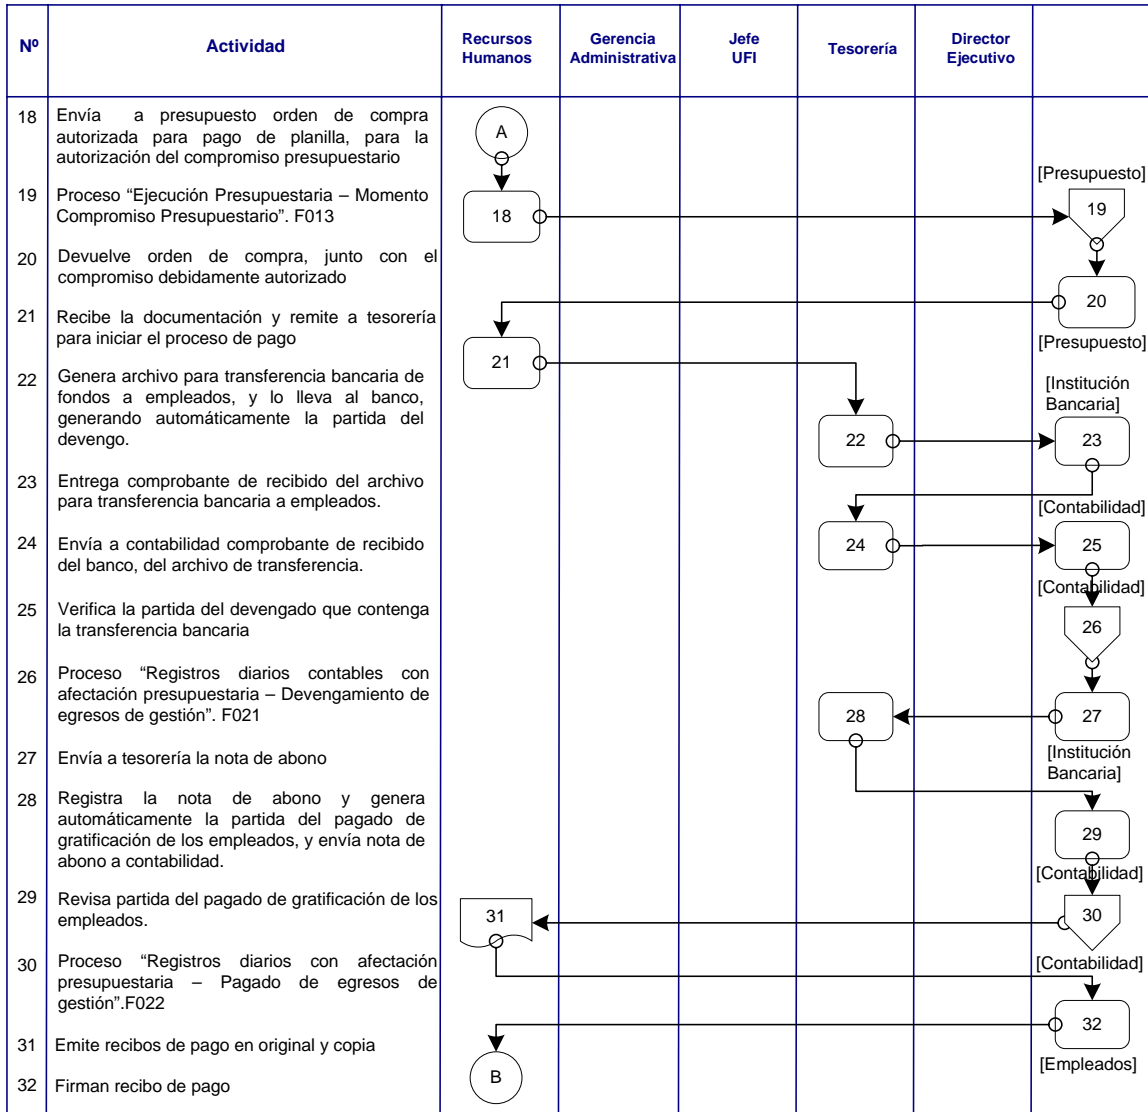 Nº
Actividad
Recursos
Humanos
Gerencia
Administrativa
Jefe
UFI
Tesorería
Director
Ejecutivo
18
Envía a presupuesto orden de compra
autorizada para pago de planilla, para la
autorización del compromiso presupuestario
19
Proceso “Ejecución Presupuestaria – Momento
Compromiso Presupuestario”. F013
20
Devuelve orden de compra, junto con el
compromiso debidamente autorizado
21
Recibe la documentación y remite a tesorería
para iniciar el proceso de pago
22
Genera archivo para transferencia bancaria de
fondos a empleados, y lo lleva al banco,
generando automáticamente la partida del
devengo.
23
Entrega comprobante de recibido del archivo
para transferencia bancaria a empleados.
24
Envía a contabilidad comprobante de recibido
del banco, del archivo de transferencia.
25
Verifica la partida del devengado que contenga
la transferencia bancaria
26
Proceso “Registros diarios contables con
afectación presupuestaria – Devengamiento de
egresos de gestión”. F021
27
Envía a tesorería la nota de abono
28
Registra la nota de abono y genera
automáticamente la partida del pagado de
gratificación de los empleados, y envía nota de
abono a contabilidad.
29
Revisa partida del pagado de gratificación de los
empleados.
30
Proceso “Registros diarios con afectación
presupuestaria – Pagado de egresos de
gestión”.F022
31
Emite recibos de pago en original y copia
32
Firman recibo de pago
A
[Presupuesto]
18
19
20
[Presupuesto]
21
[Institución
Bancaria]
22
23
[Contabilidad]
24
25
[Contabilidad]
26
28
27
[Institución
Bancaria]
29
[Contabilidad]
31
30
[Contabilidad]
32
[Empleados]
B